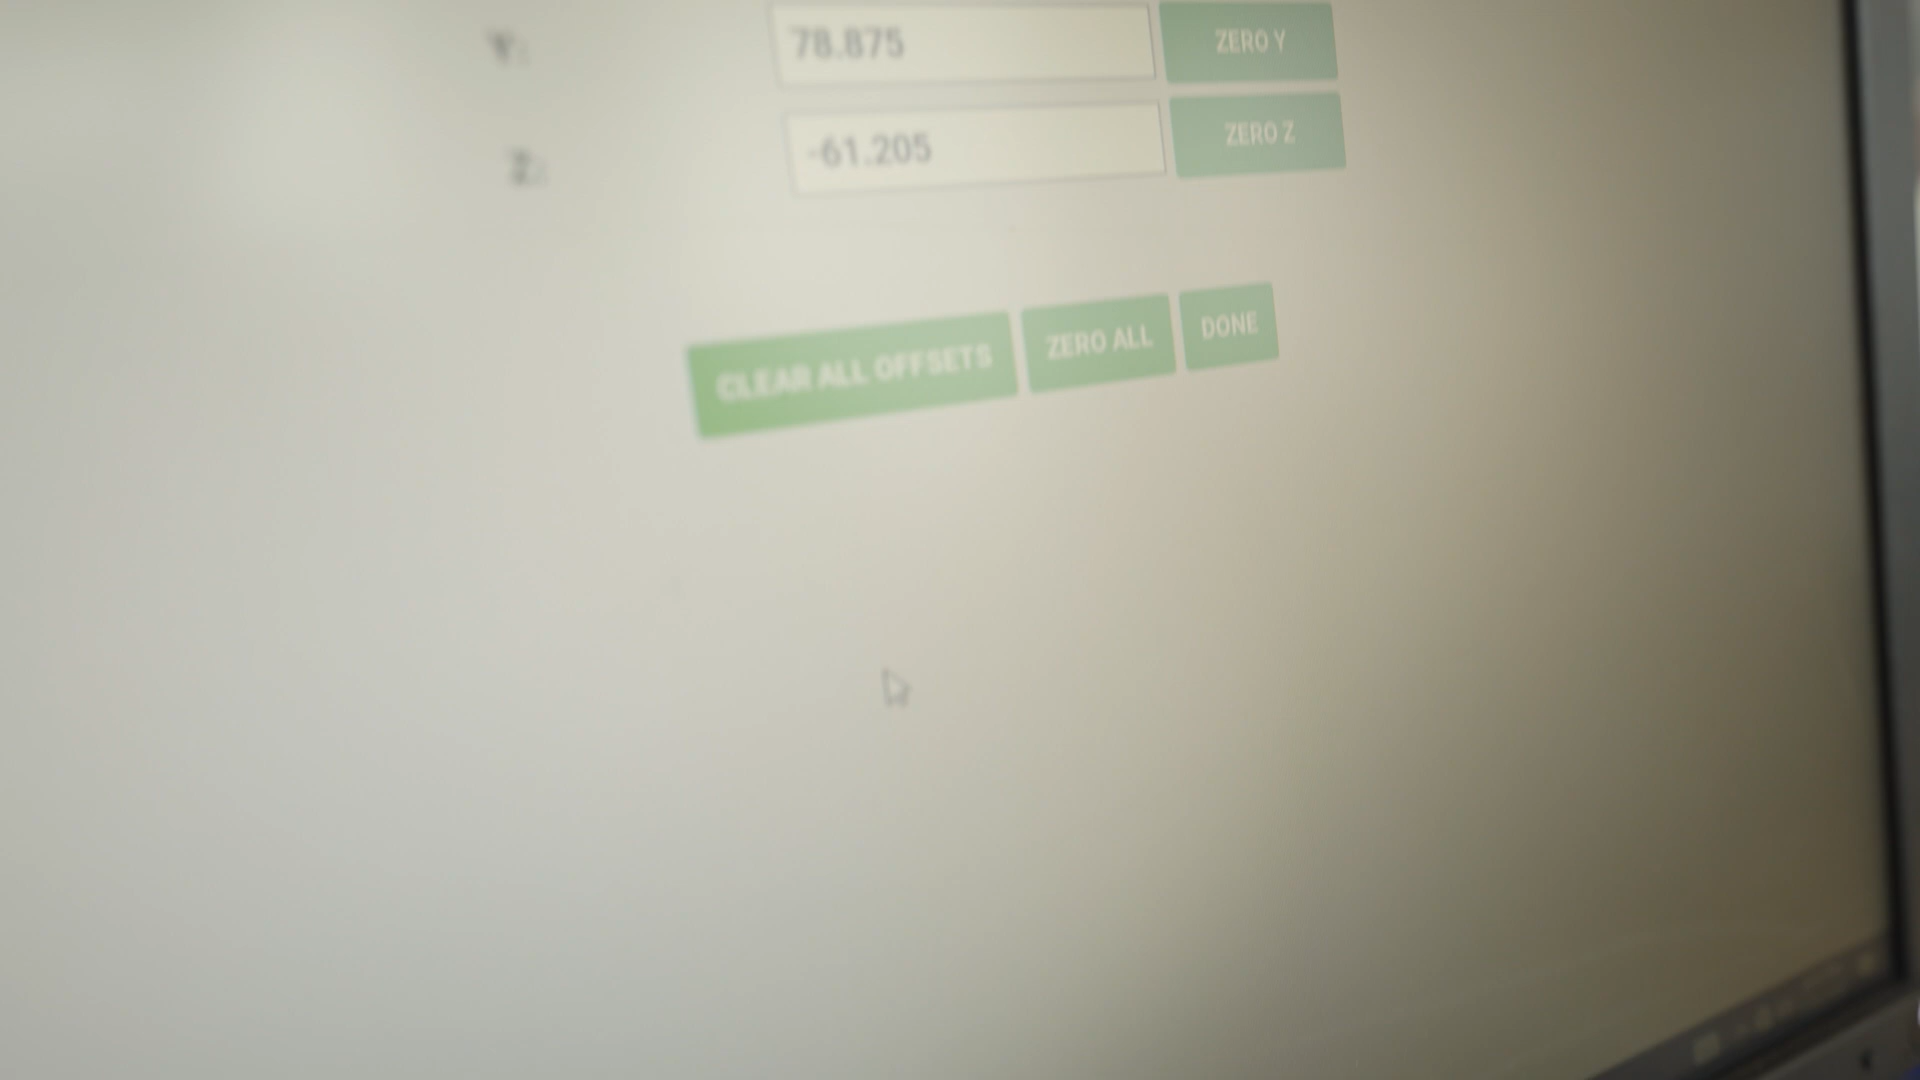 Y: 78.875 ZERO Y
Z: -61.205 ZERO Z
CLEAR ALL OFFSETS ZERO ALL DONE